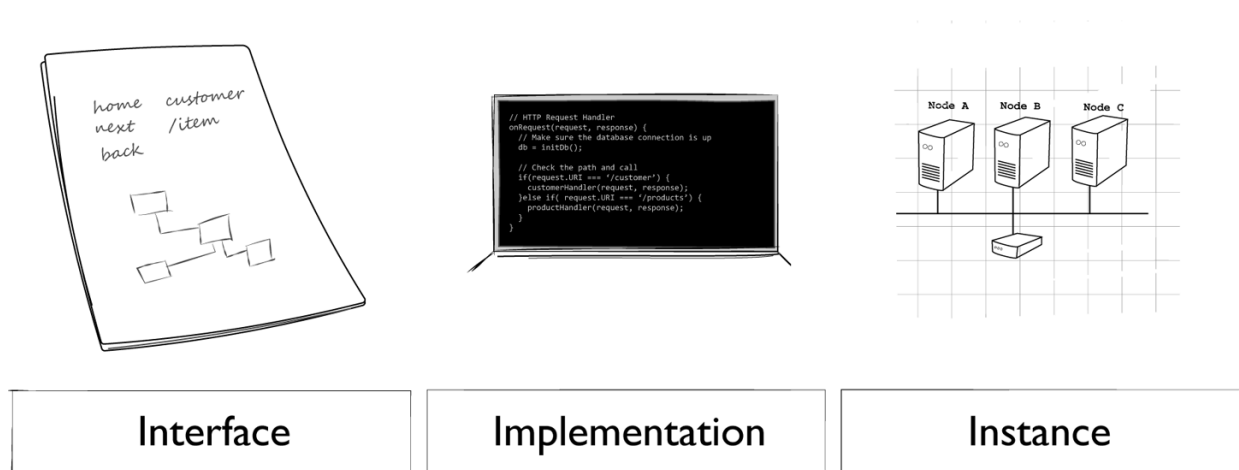 home customer
next /item
back
// HTTP Request Handler
onRequest(request, response) {
// Make sure the database connection is up
db = initDb();
// Check the path and call
if(request.URI === ‘/customer’) {
customerHandler(request, response);
}else if( request.URI === ‘/products’) {
productHandler(request, response);
}
}
Node A Node B Node C
Interface
Implementation
Instance